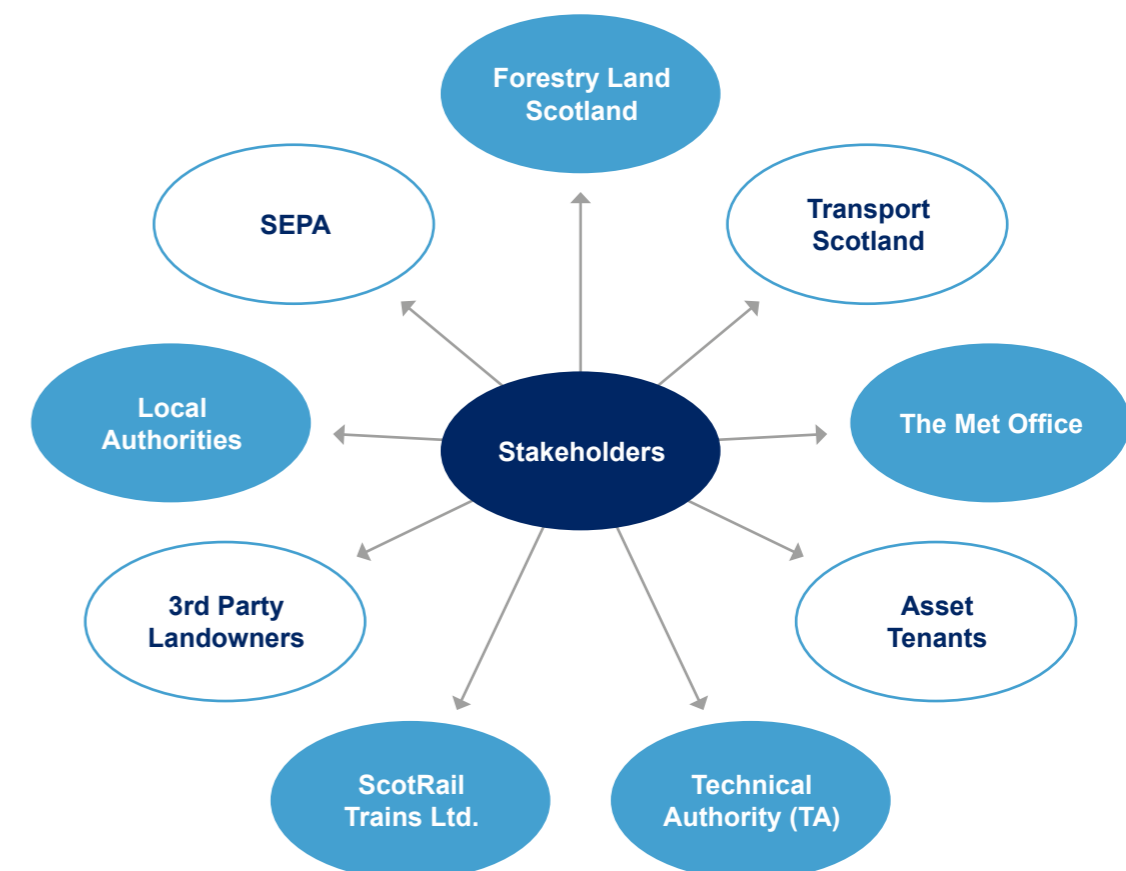 Forestry Land
Scotland
SEPA
Transport
Scotland
Local
Authorities
The Met Office
Stakeholders
3rd Party
Landowners
Asset
Tenants
ScotRail
Trains Ltd.
Technical
Authority (TA)